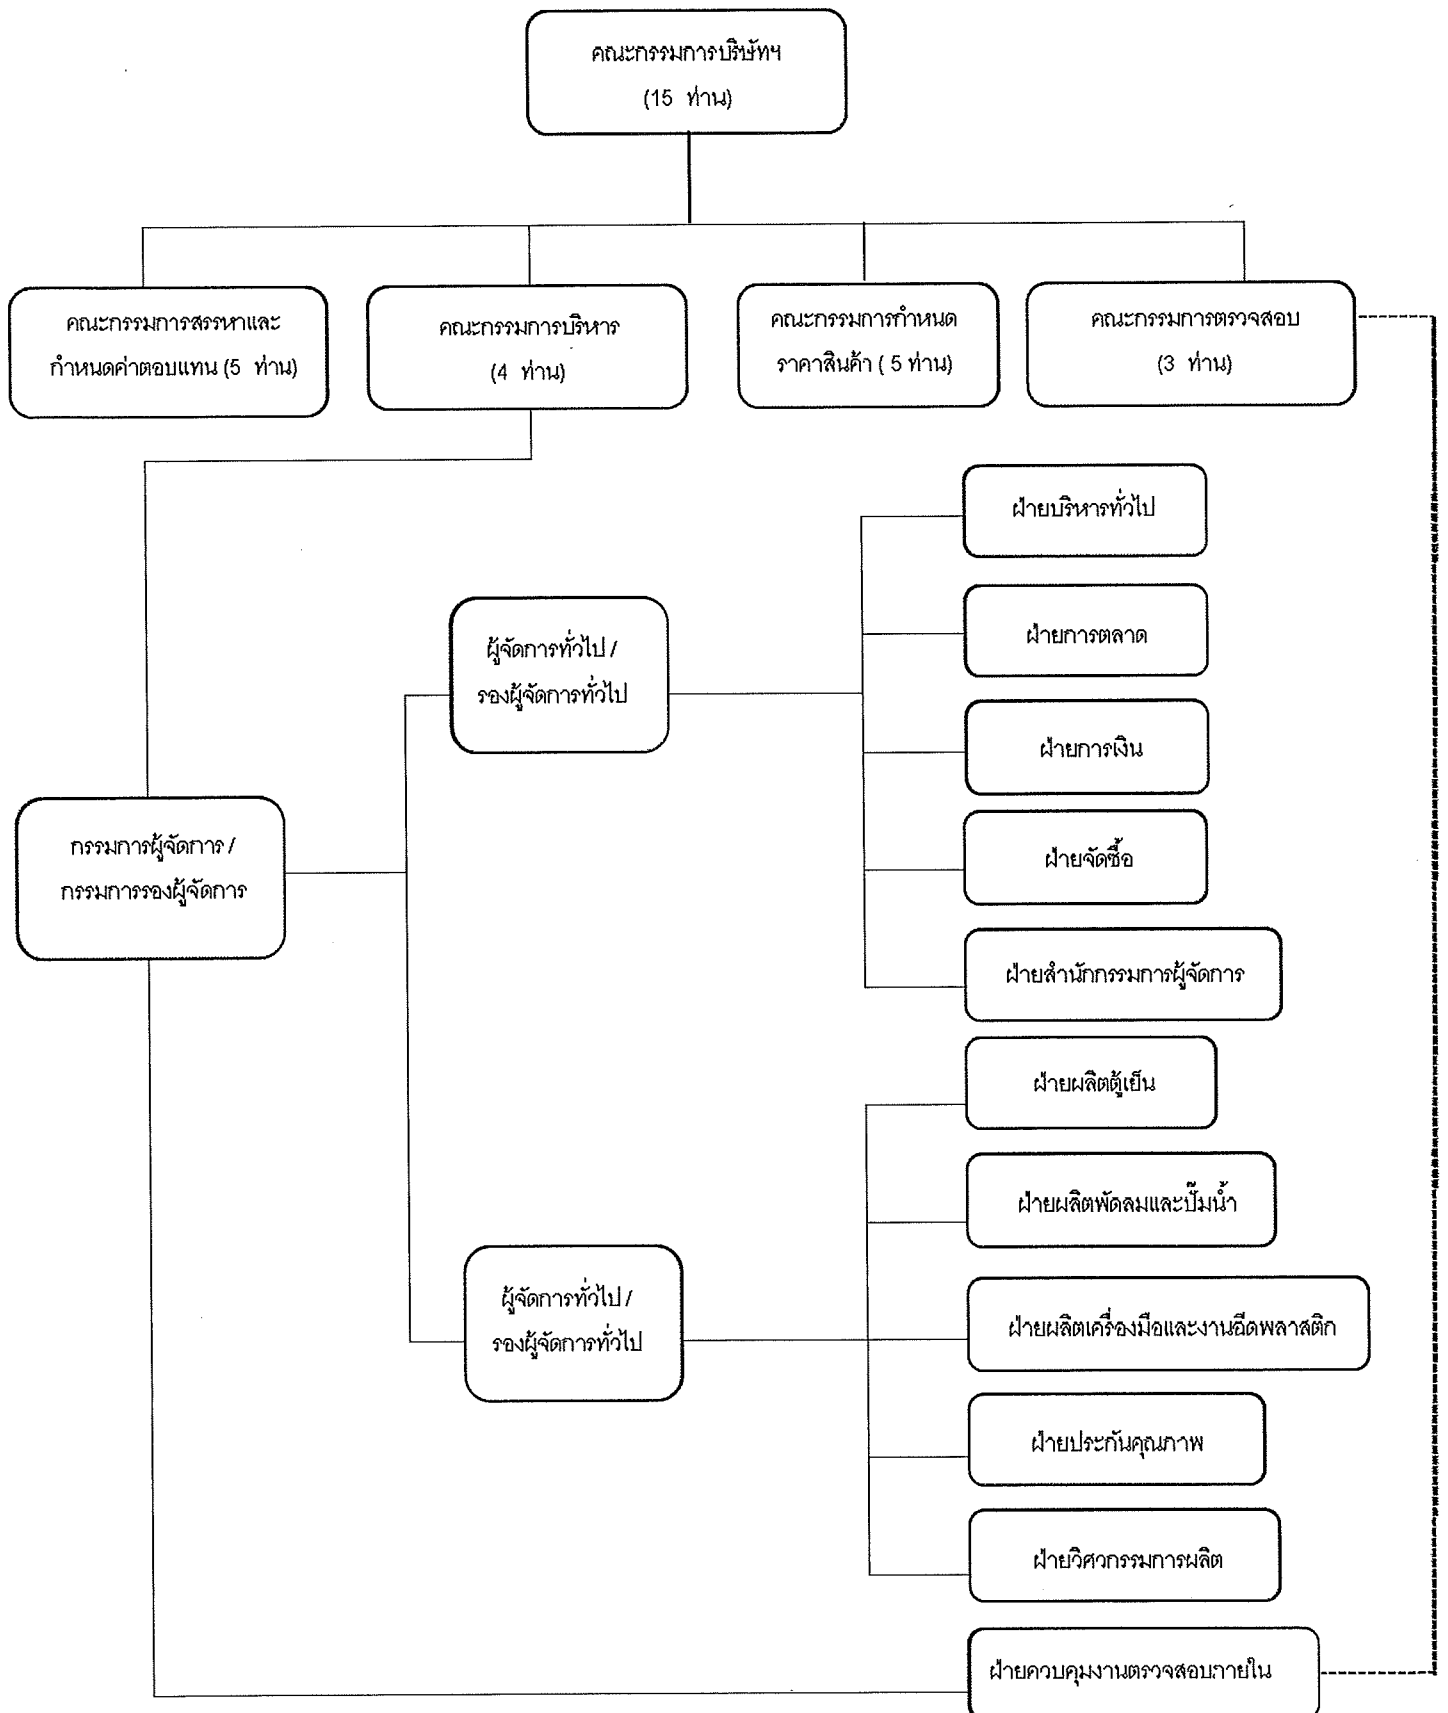 คณะกรรมการบริษัทฯ
(15 ท่าน)
คณะกรรมการสรรหาและ
กำหนดค่าตอบแทน (5 ท่าน)
คณะกรรมการบริหาร
(4 ท่าน)
คณะกรรมการกำหนด
ราคาสินค้า ( 5 ท่าน)
คณะกรรมการตรวจสอบ
(3 ท่าน)
กรรมการผู้จัดการ /
กรรมการรองผู้จัดการ
ผู้จัดการทั่วไป /
รองผู้จัดการทั่วไป
ฝ่ายบริหารทั่วไป
ฝ่ายการตลาด
ฝ่ายการเงิน
ฝ่ายจัดซื้อ
ฝ่ายสำนักกรรมการผู้จัดการ
ผู้จัดการทั่วไป /
รองผู้จัดการทั่วไป
ฝ่ายผลิตตู้เย็น
ฝ่ายผลิตพัดลมและปั๊มน้ำ
ฝ่ายผลิตเครื่องมือและงานฉีดพลาสติก
ฝ่ายประกันคุณภาพ
ฝ่ายวิศวกรรมการผลิต
ฝ่ายควบคุมงานตรวจสอบภายใน